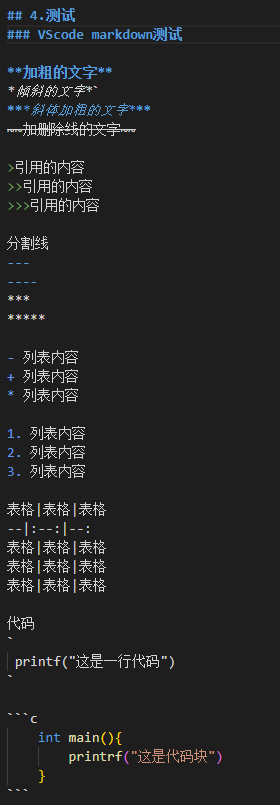 ## 4.测试
### VScode markdown测试
**加粗的文字**
*倾斜的文字*`
***斜体加粗的文字***
~~加删除线的文字~~
>引用的内容
>>引用的内容
>>>引用的内容
分割线
---
----
***
*****
- 列表内容
+ 列表内容
* 列表内容
1. 列表内容
2. 列表内容
3. 列表内容
表格|表格|表格
--|:--:|--:
表格|表格|表格
表格|表格|表格
表格|表格|表格
代码
`
printf("这是一行代码")
`
```c
int main(){
printrf("这是代码块")
}
```